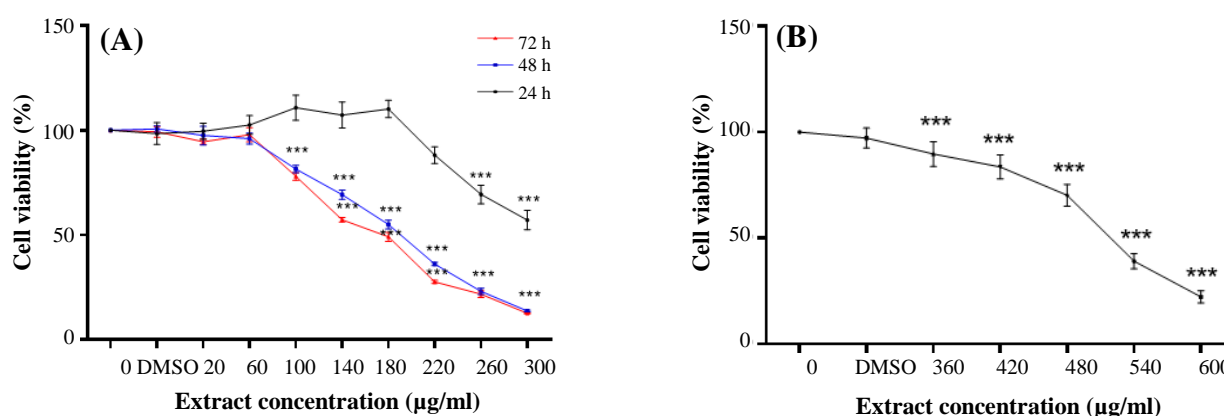 (A)
150
100
50
0
Cell viability (%)
72 h
48 h
24 h
***
***
***
***
***
***
***
***
***
***
***
***
0 DMSO 20 60 100 140 180 220 260 300
Extract concentration (µg/ml)
(B)
150
100
50
0
Cell viability (%)
***
***
***
***
***
0 DMSO 360 420 480 540 600
Extract concentration (µg/ml)